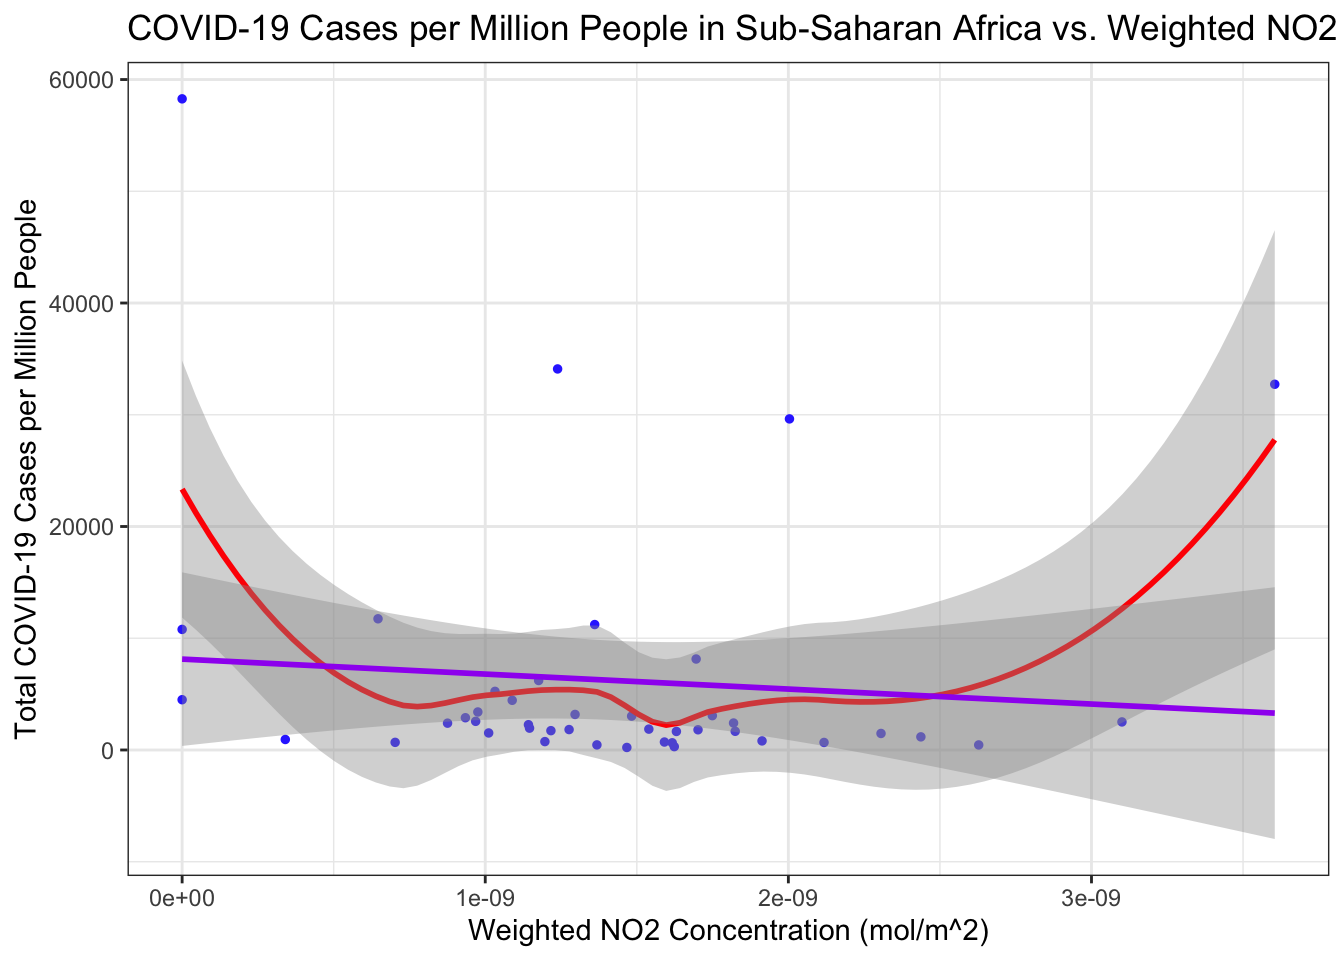 COVID-19 Cases per Million People in Sub-Saharan Africa vs. Weighted NO2
Total COVID-19 Cases per Million People
60000
40000
20000
0
0e+00 1e-09 2e-09 3e-09
Weighted NO2 Concentration (mol/m^2)